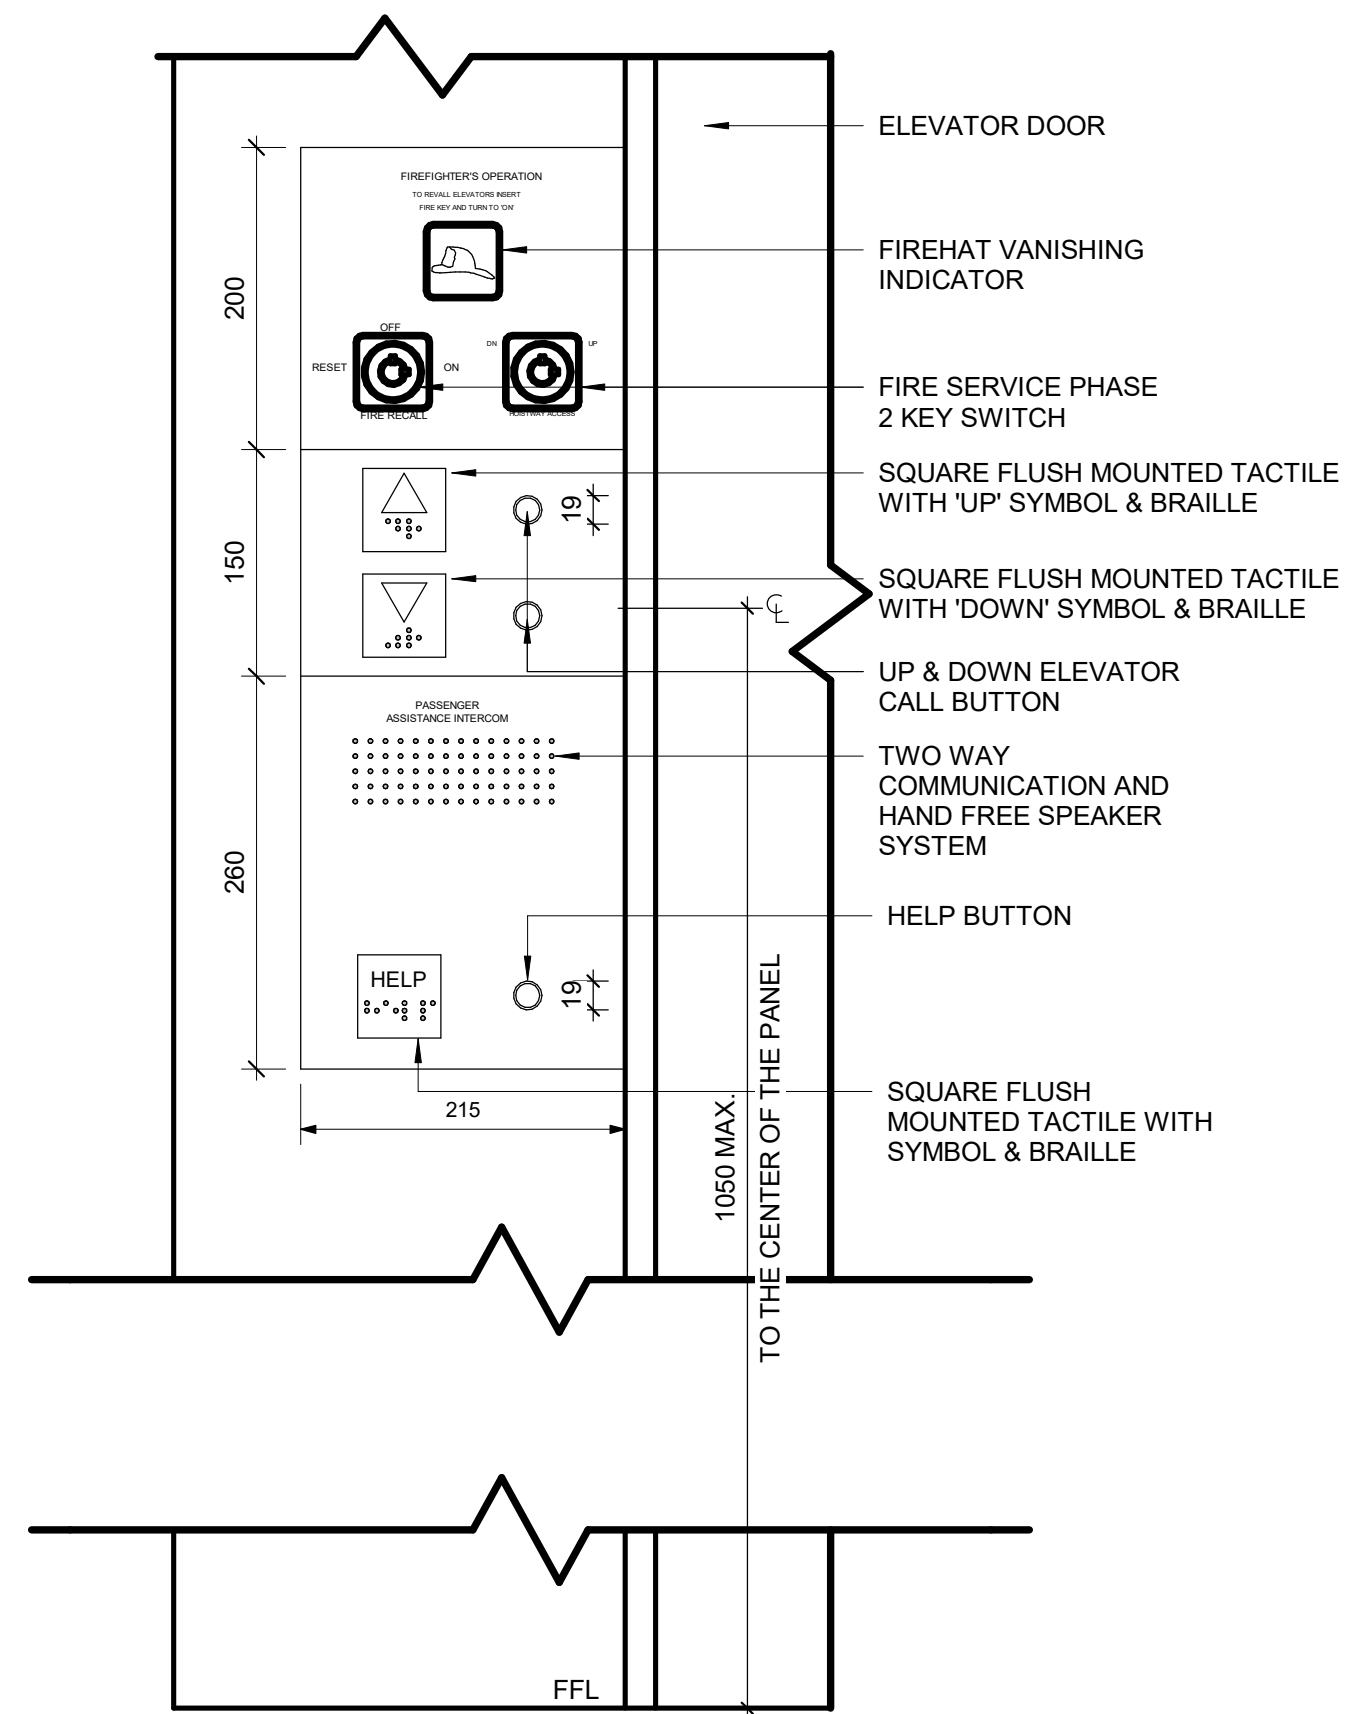 ELEVATOR DOOR
FIREFIGHTER'S OPERATION
TO REVALL ELEVATORS INSERT
FIRE KEY AND TURN TO 'ON'
FIREHAT VANISHING
INDICATOR
200
OFF
RESET
ON
FIRE RECALL
DN
UP
HOISTWAY ACCESS
FIRE SERVICE PHASE
2 KEY SWITCH
SQUARE FLUSH MOUNTED TACTILE
WITH 'UP' SYMBOL & BRAILLE
19
150
SQUARE FLUSH MOUNTED TACTILE
WITH 'DOWN' SYMBOL & BRAILLE
CL
UP & DOWN ELEVATOR
CALL BUTTON
PASSENGER
ASSISTANCE INTERCOM
TWO WAY
COMMUNICATION AND
HAND FREE SPEAKER
SYSTEM
260
HELP BUTTON
HELP
19
SQUARE FLUSH
MOUNTED TACTILE WITH
SYMBOL & BRAILLE
215
1050 MAX.
TO THE CENTER OF THE PANEL
FFL